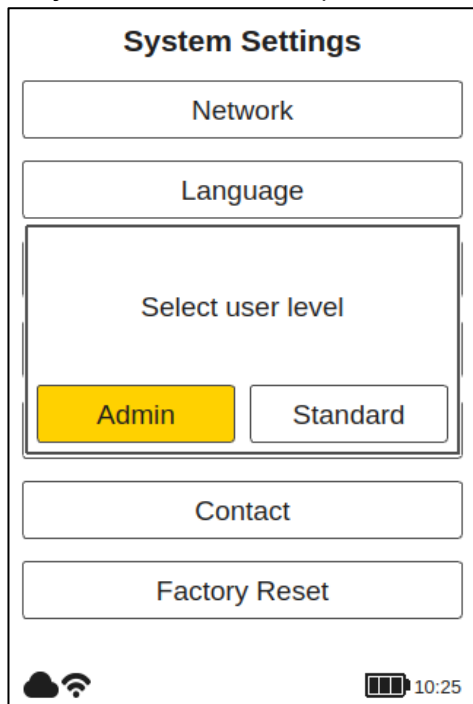 System Settings
Network
Language
Select user level
Admin Standard
Contact
Factory Reset
10:25